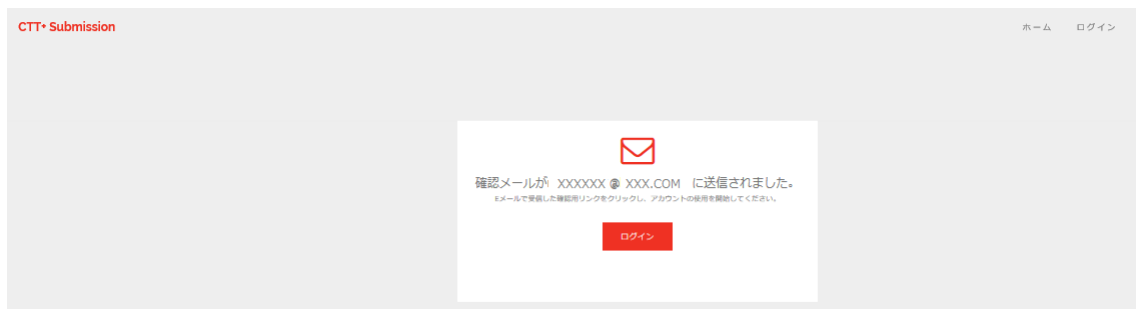 CTT+ Submission
ホーム ログイン
確認メールが XXXXXX @ XXX.COM に送信されました。
Eメールで受信した確認用リンクをクリックし、アカウントの使用を開始してください。
ログイン